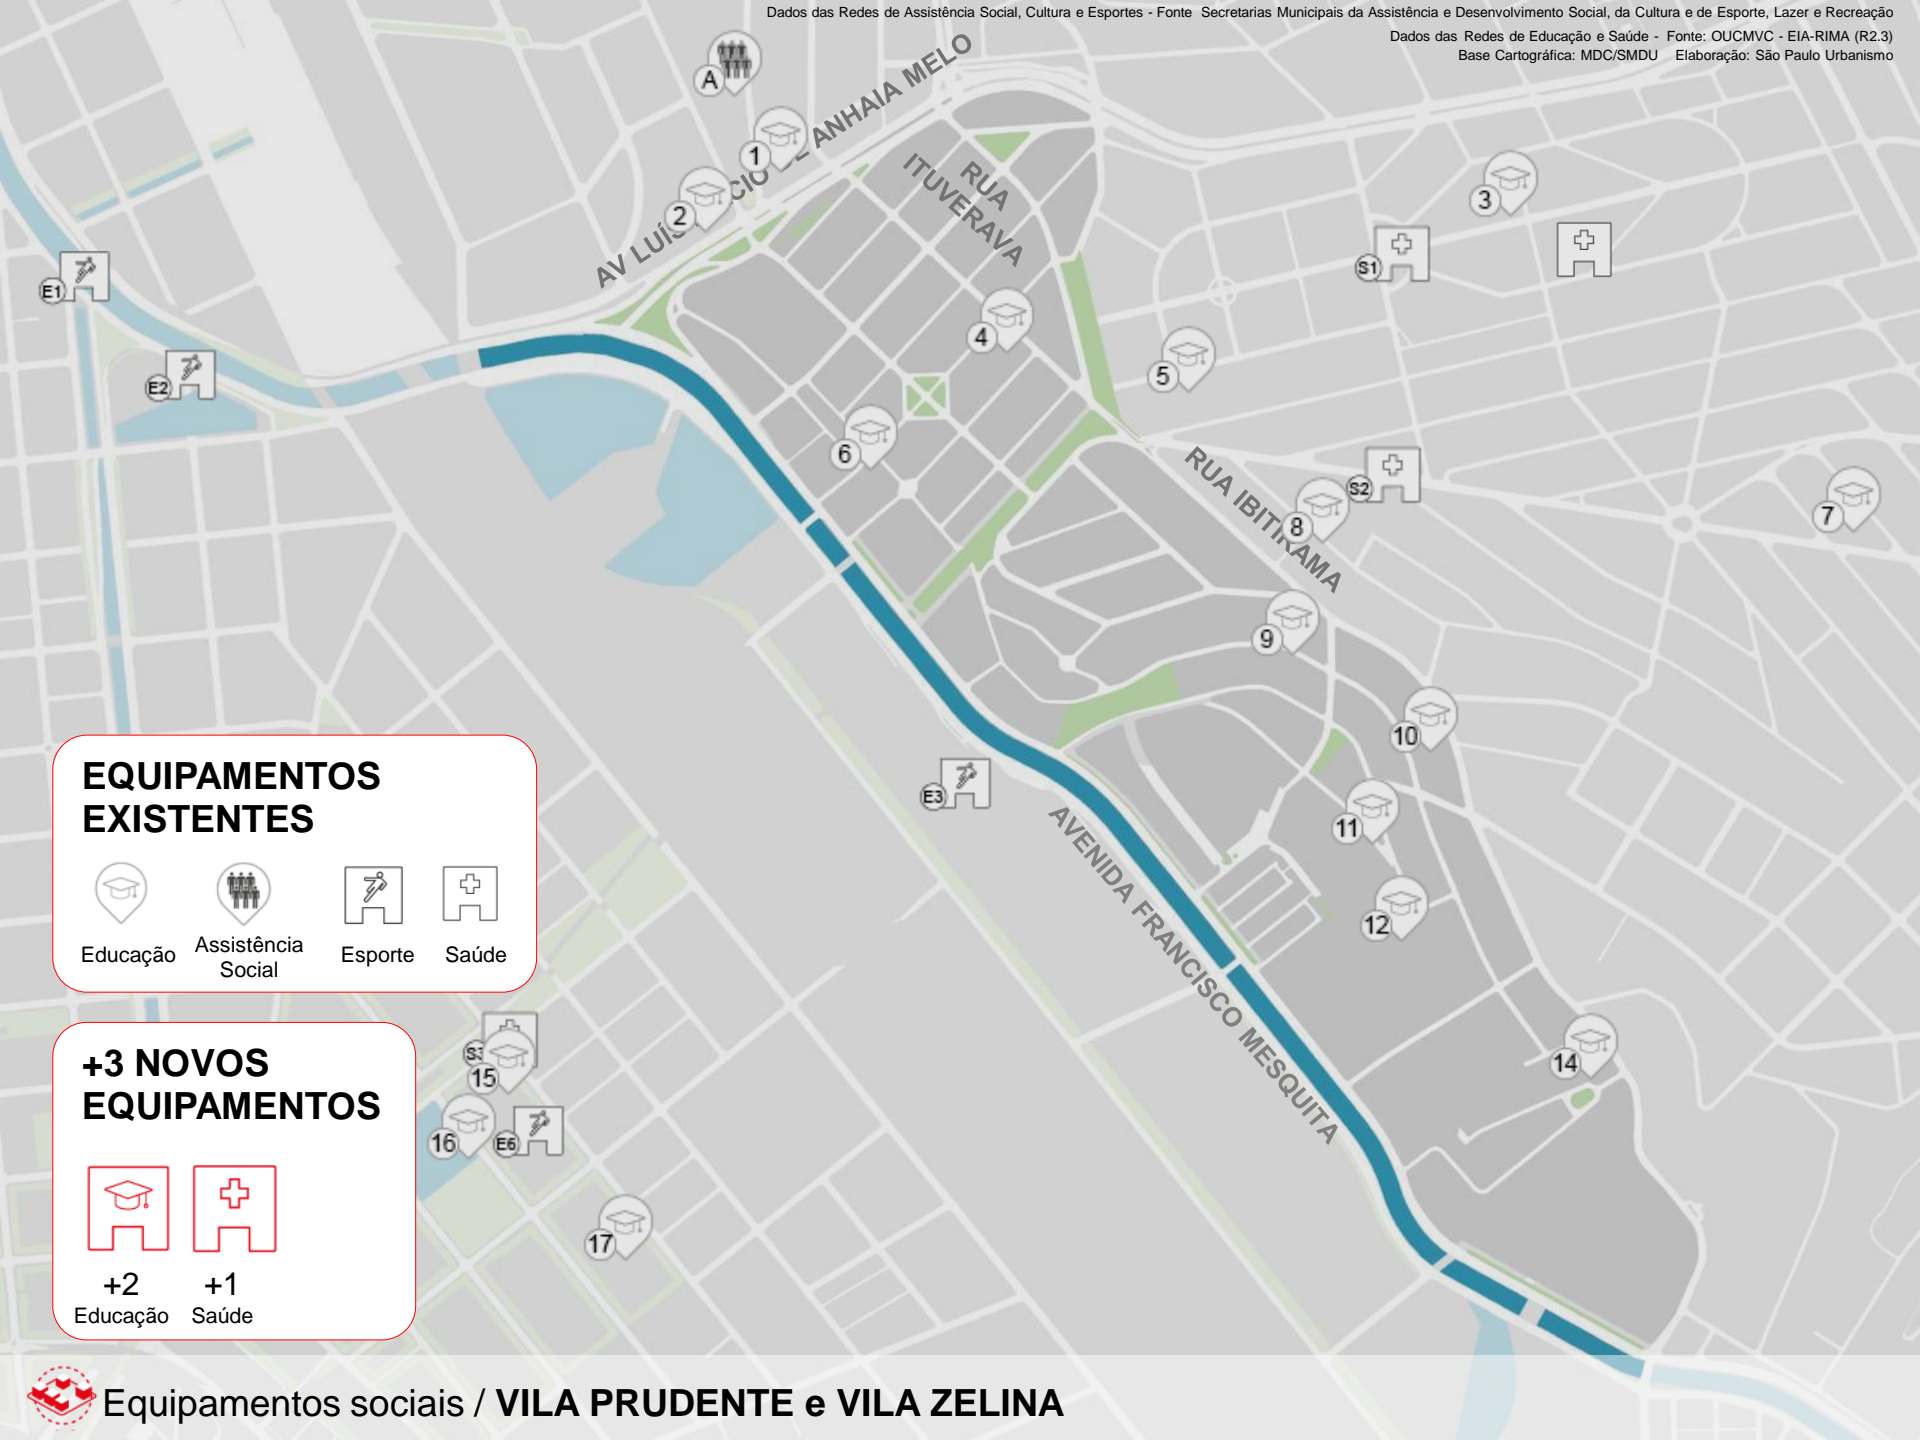 Dados das Redes de Assistência Social, Cultura e Esportes - Fonte Secretarias Municipais da Assistência e Desenvolvimento Social, da Cultura e de Esporte, Lazer e Recreação
Dados das Redes de Educação e Saúde - Fonte: OUCMVC - EIA-RIMA (R2.3)
Base Cartográfica: MDC/SMDU Elaboração: São Paulo Urbanismo
A
1
2
AV LUÍS ANHAIA MELO
RUA
ITUVERAVA
3
S1
E1
E2
4
5
6
RUA IBITIRAMA
S2
8
7
9
10
E3
11
12
AVENIDA FRANCISCO MESQUITA
14
EQUIPAMENTOS
EXISTENTES
Educação
Assistência
Social
Esporte
Saúde
S3
15
16
E6
17
+3 NOVOS
EQUIPAMENTOS
+2
Educação
+1
Saúde
Equipamentos sociais / VILA PRUDENTE e VILA ZELINA